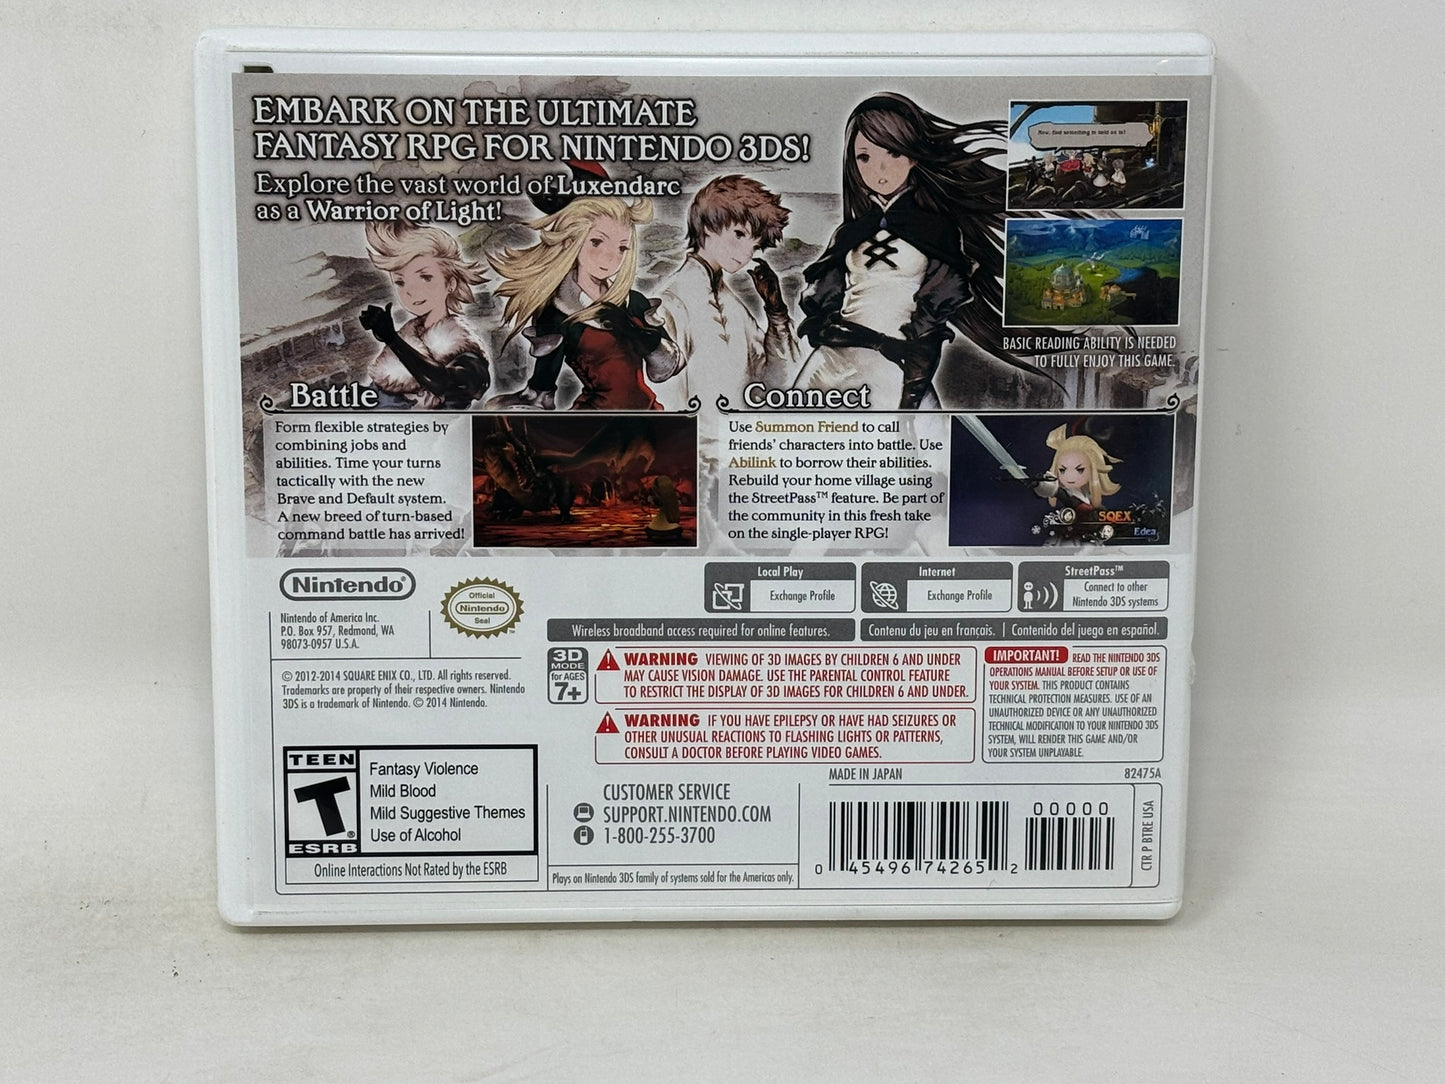 EMBARK ON THE ULTIMATE
FANTASY RPG FOR NINTENDO 3DS!
Explore the vast world of Luxendarc
as a Warrior of Light!
Now, find something to hold on to!
BASIC READING ABILITY IS NEEDED
TO FULLY ENJOY THIS GAME.
Battle
Form flexible strategies by
combining jobs and
abilities. Time your turns
tactically with the new
Brave and Default system.
A new breed of turn-based
command battle has arrived!
Connect
Use Summon Friend to call
friends' characters into battle. Use
Abilink to borrow their abilities.
Rebuild your home village using
the StreetPass™ feature. Be part of
the community in this fresh take
on the single-player RPG!
SQEX
Edea
Nintendo
Nintendo of America Inc.
P.O. Box 957, Redmond, WA
98073-0957 U.S.A.
Official
Nintendo
Seal
™
Local Play
Exchange Profile
Internet
Exchange Profile
StreetPass™
Connect to other
Nintendo 3DS systems
Wireless broadband access required for online features.
Contenu du jeu en français. | Contenido del juego en español.
© 2012-2014 SQUARE ENIX CO., LTD. All rights reserved.
Trademarks are property of their respective owners. Nintendo
3DS is a trademark of Nintendo. © 2014 Nintendo.
3D
MODE
for AGES
7+
WARNING VIEWING OF 3D IMAGES BY CHILDREN 6 AND UNDER
MAY CAUSE VISION DAMAGE. USE THE PARENTAL CONTROL FEATURE
TO RESTRICT THE DISPLAY OF 3D IMAGES FOR CHILDREN 6 AND UNDER.
WARNING IF YOU HAVE EPILEPSY OR HAVE HAD SEIZURES OR
OTHER UNUSUAL REACTIONS TO FLASHING LIGHTS OR PATTERNS,
CONSULT A DOCTOR BEFORE PLAYING VIDEO GAMES.
IMPORTANT! READ THE NINTENDO 3DS
OPERATIONS MANUAL BEFORE SETUP OR USE OF
YOUR SYSTEM. THIS PRODUCT CONTAINS
TECHNICAL PROTECTION MEASURES. USE OF AN
UNAUTHORIZED DEVICE OR ANY UNAUTHORIZED
TECHNICAL MODIFICATION TO YOUR NINTENDO 3DS
SYSTEM, WILL RENDER THIS GAME AND/OR
YOUR SYSTEM UNPLAYABLE.
TEEN
T
®
ESRB
Fantasy Violence
Mild Blood
Mild Suggestive Themes
Use of Alcohol
Online Interactions Not Rated by the ESRB
CUSTOMER SERVICE
SUPPORT.NINTENDO.COM
1-800-255-3700
Plays on Nintendo 3DS family of systems sold for the Americas only.
MADE IN JAPAN
82475A
00000
0 45496 74265 2
CTR P BTRE USA